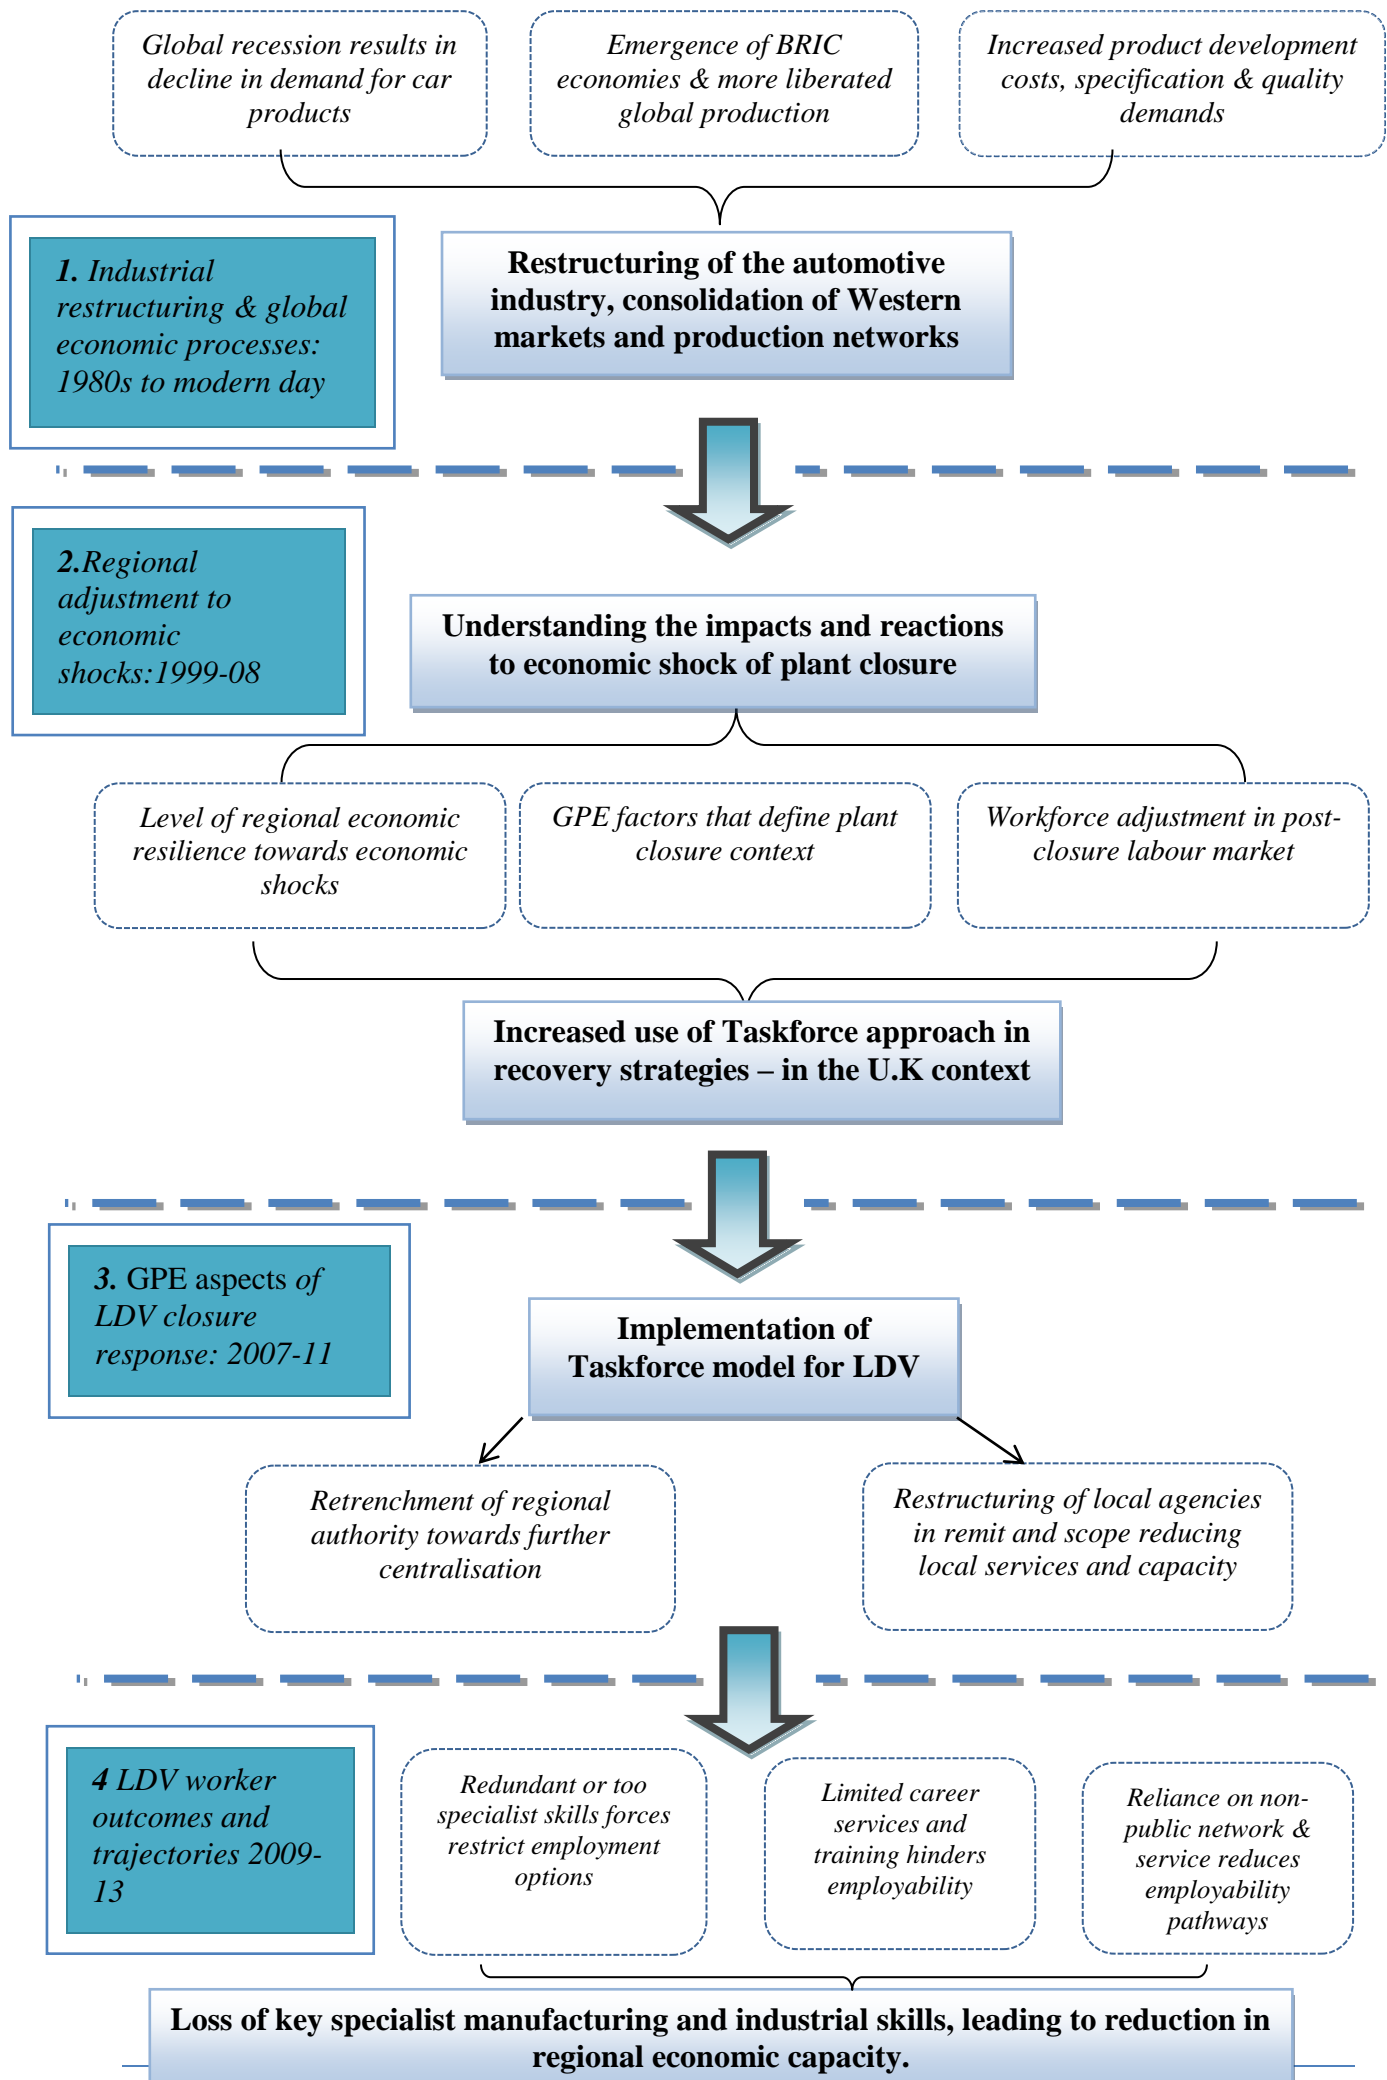 Global recession results in
decline in demand for car
products
Emergence of BRIC
economies & more liberated
global production
Increased product development
costs, specification & quality
demands
1. Industrial
restructuring & global
economic processes:
1980s to modern day
Restructuring of the automotive
industry, consolidation of Western
markets and production networks
2.Regional
adjustment to
economic
shocks:1999-08
Understanding the impacts and reactions
to economic shock of plant closure
Level of regional economic
resilience towards economic
shocks
GPE factors that define plant
closure context
Workforce adjustment in post-
closure labour market
Increased use of Taskforce approach in
recovery strategies – in the U.K context
3. GPE aspects of
LDV closure
response: 2007-11
Implementation of
Taskforce model for LDV
Retrenchment of regional
authority towards further
centralisation
Restructuring of local agencies
in remit and scope reducing
local services and capacity
4 LDV worker
outcomes and
trajectories 2009-
13
Redundant or too
specialist skills forces
restrict employment
options
Limited career
services and
training hinders
employability
Reliance on non-
public network &
service reduces
employability
pathways
Loss of key specialist manufacturing and industrial skills, leading to reduction in
regional economic capacity.